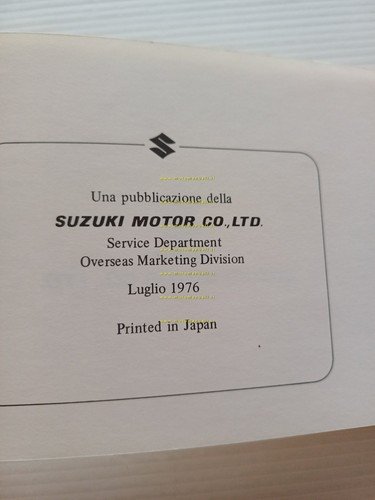 Una pubblicazione della
SUZUKI MOTOR CO.,LTD.
Service Department
Overseas Marketing Division
Luglio 1976
Printed in Japan